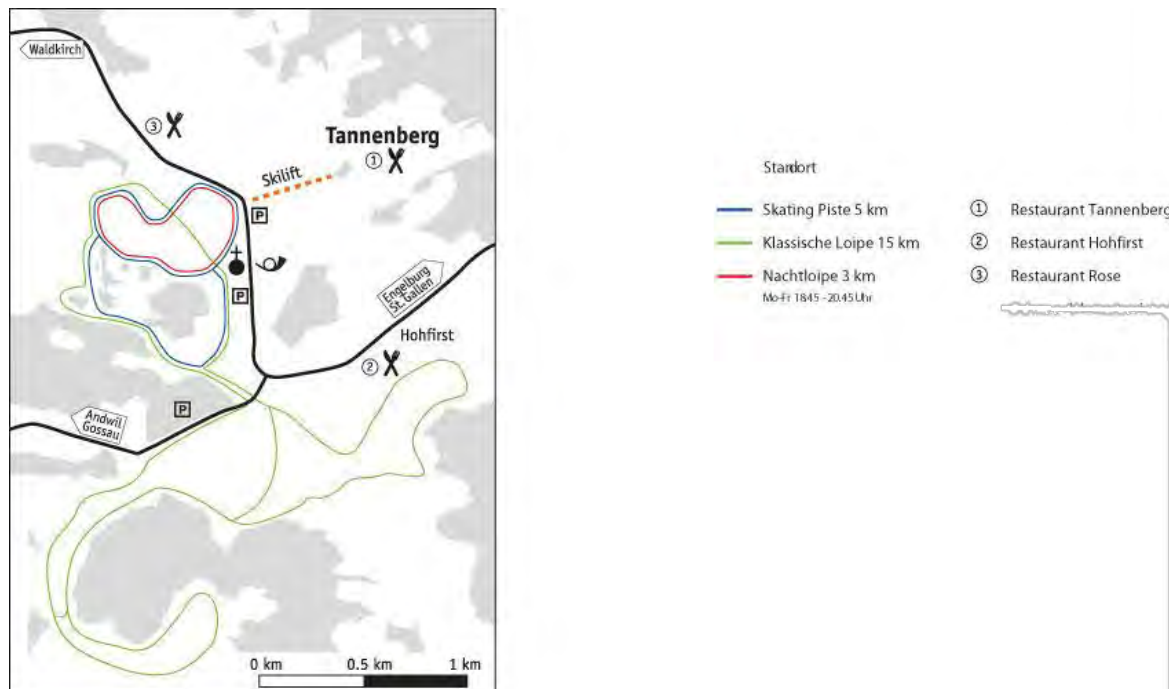 Waldkirch
③
Tannenberg
①
Skilift
P
P
Engelburg
St. Gallen
Hohfirst
②
P
Andwil
Gossau
0 km 0.5 km 1 km
Standort
Skating Piste 5 km
Klassische Loipe 15 km
Nachtloipe 3 km
Mo-Fr 18.45 - 20.45 Uhr
① Restaurant Tannenberg
② Restaurant Hohfirst
③ Restaurant Rose